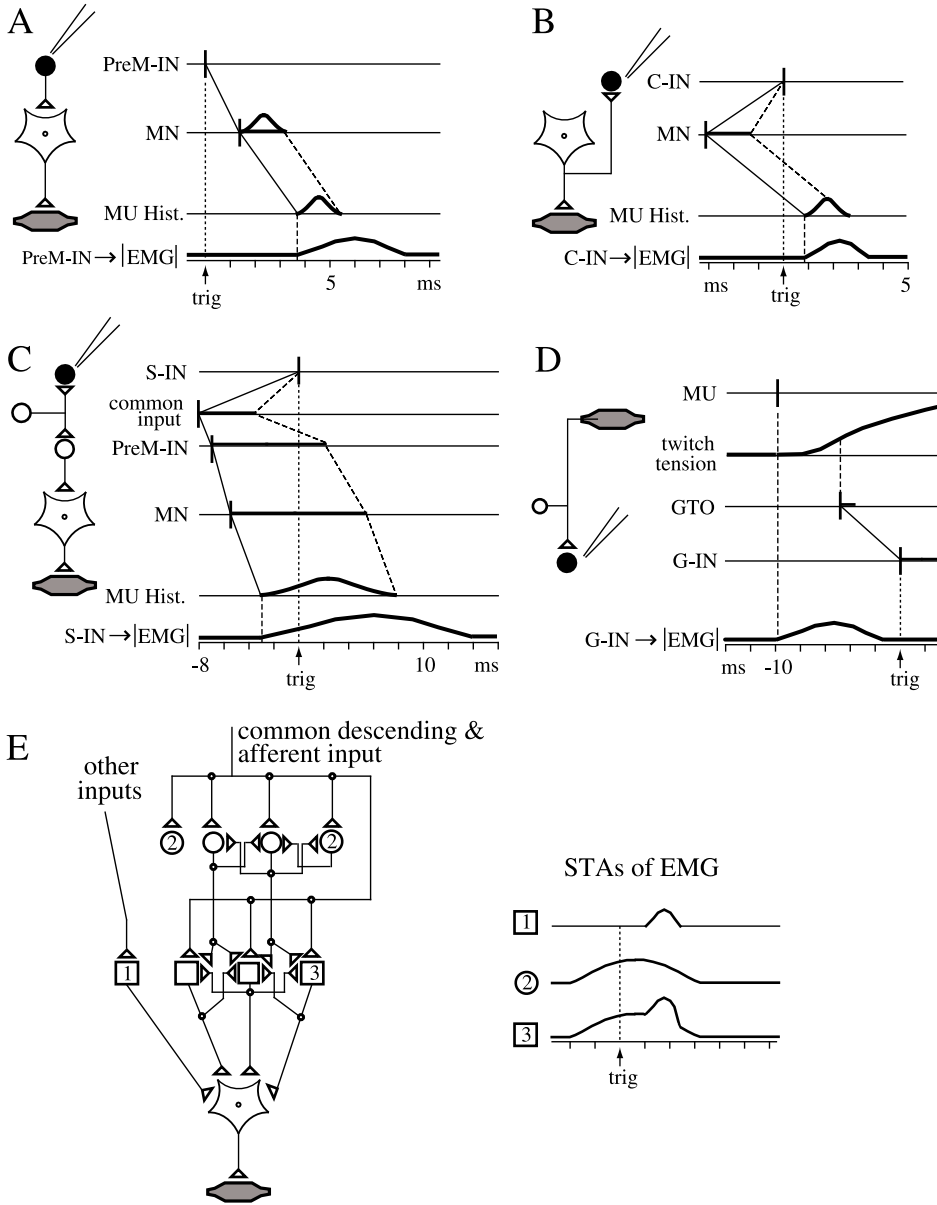 A
PreM-IN
MN
MU Hist.
PreM-IN→|EMG|
5
ms
trig
B
C-IN
MN
MU Hist.
C-IN→|EMG|
ms
5
trig
C
S-IN
common
input
PreM-IN
MN
MU Hist.
S-IN→|EMG|
-8
10
ms
trig
D
MU
twitch
tension
GTO
G-IN
G-IN→|EMG|
ms
-10
trig
E
common descending &
afferent input
other
inputs
2
2
1
3
STAs of EMG
1
2
3
trig